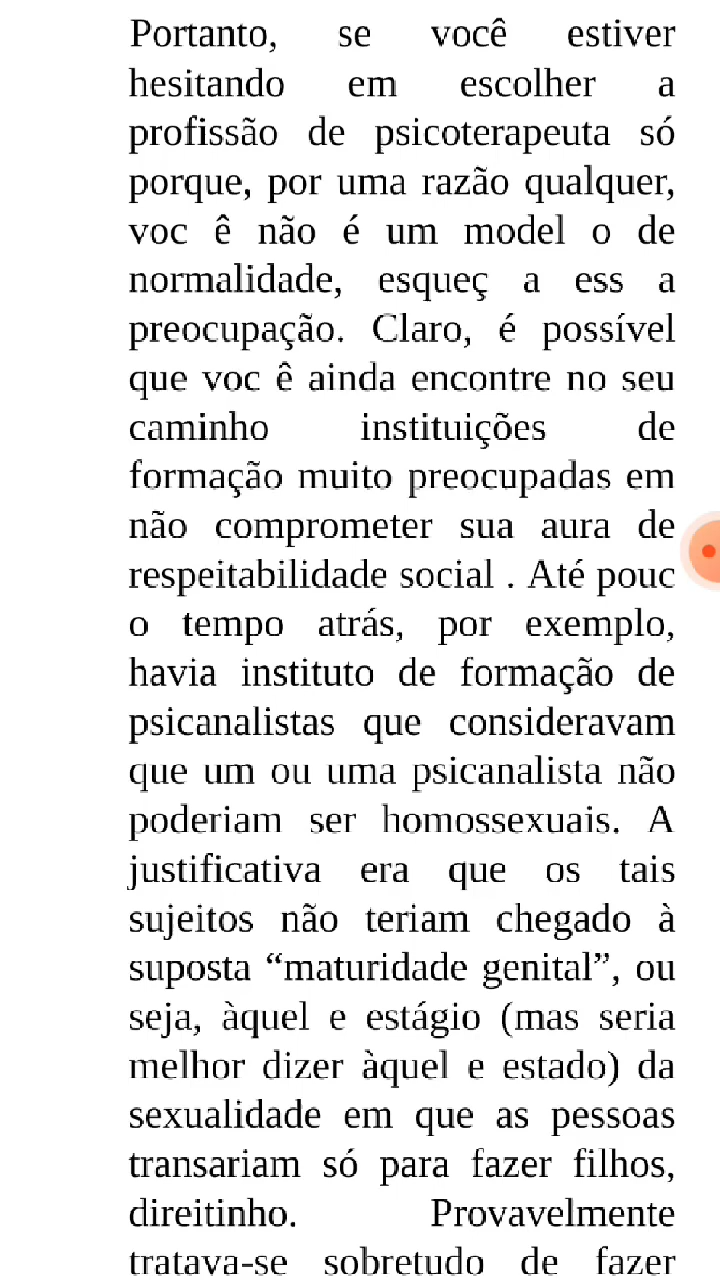 Portanto, se você estiver
hesitando em escolher a
profissão de psicoterapeuta só
porque, por uma razão qualquer,
voc ê não é um model o de
normalidade, esqueç a ess a
preocupação. Claro, é possível
que voc ê ainda encontre no seu
caminho instituições de
formação muito preocupadas em
não comprometer sua aura de
respeitabilidade social . Até pouc
o tempo atrás, por exemplo,
havia instituto de formação de
psicanalistas que consideravam
que um ou uma psicanalista não
poderiam ser homossexuais. A
justificativa era que os tais
sujeitos não teriam chegado à
suposta “maturidade genital”, ou
seja, àquel e estágio (mas seria
melhor dizer àquel e estado) da
sexualidade em que as pessoas
transariam só para fazer filhos,
direitinho. Provavelmente
tratava-se sobretudo de fazer